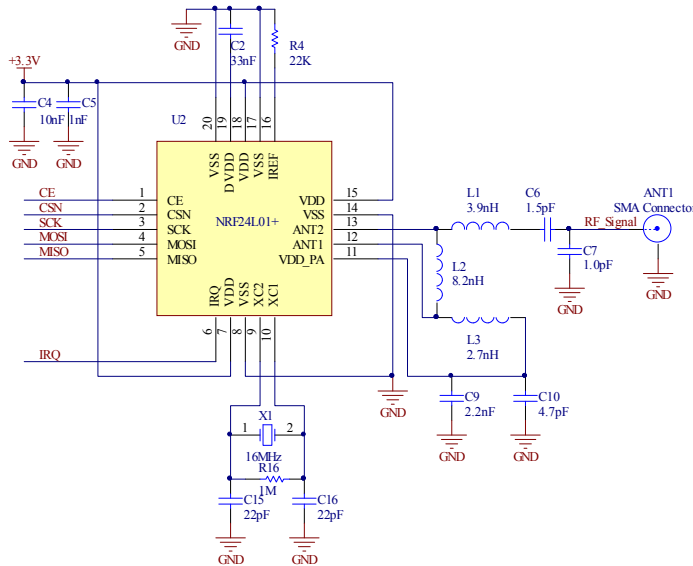 GND
C2
33nF
R4
22K
+3.3V
C4
10nF
C5
1nF
GND
GND
U2
20
19
18
17
16
VSS
DVDD
VDD
VSS
IREF
CE
1
CE
CSN
2
CSN
SCK
3
SCK
MOSI
4
MOSI
MISO
5
MISO
NRF24L01+
VDD
15
VSS
14
ANT2
13
ANT1
12
VDD_PA
11
IRQ
VDD
VSS
XC2
XC1
6
7
8
9
10
IRQ
L1
3.9nH
C6
1.5pF
RF_Signal
ANT1
SMA Connector
C7
1.0pF
GND
GND
L2
8.2nH
L3
2.7nH
GND
C9
2.2nF
C10
4.7pF
GND
GND
X1
1
2
16MHz
R16
1M
C15
22pF
C16
22pF
GND
GND